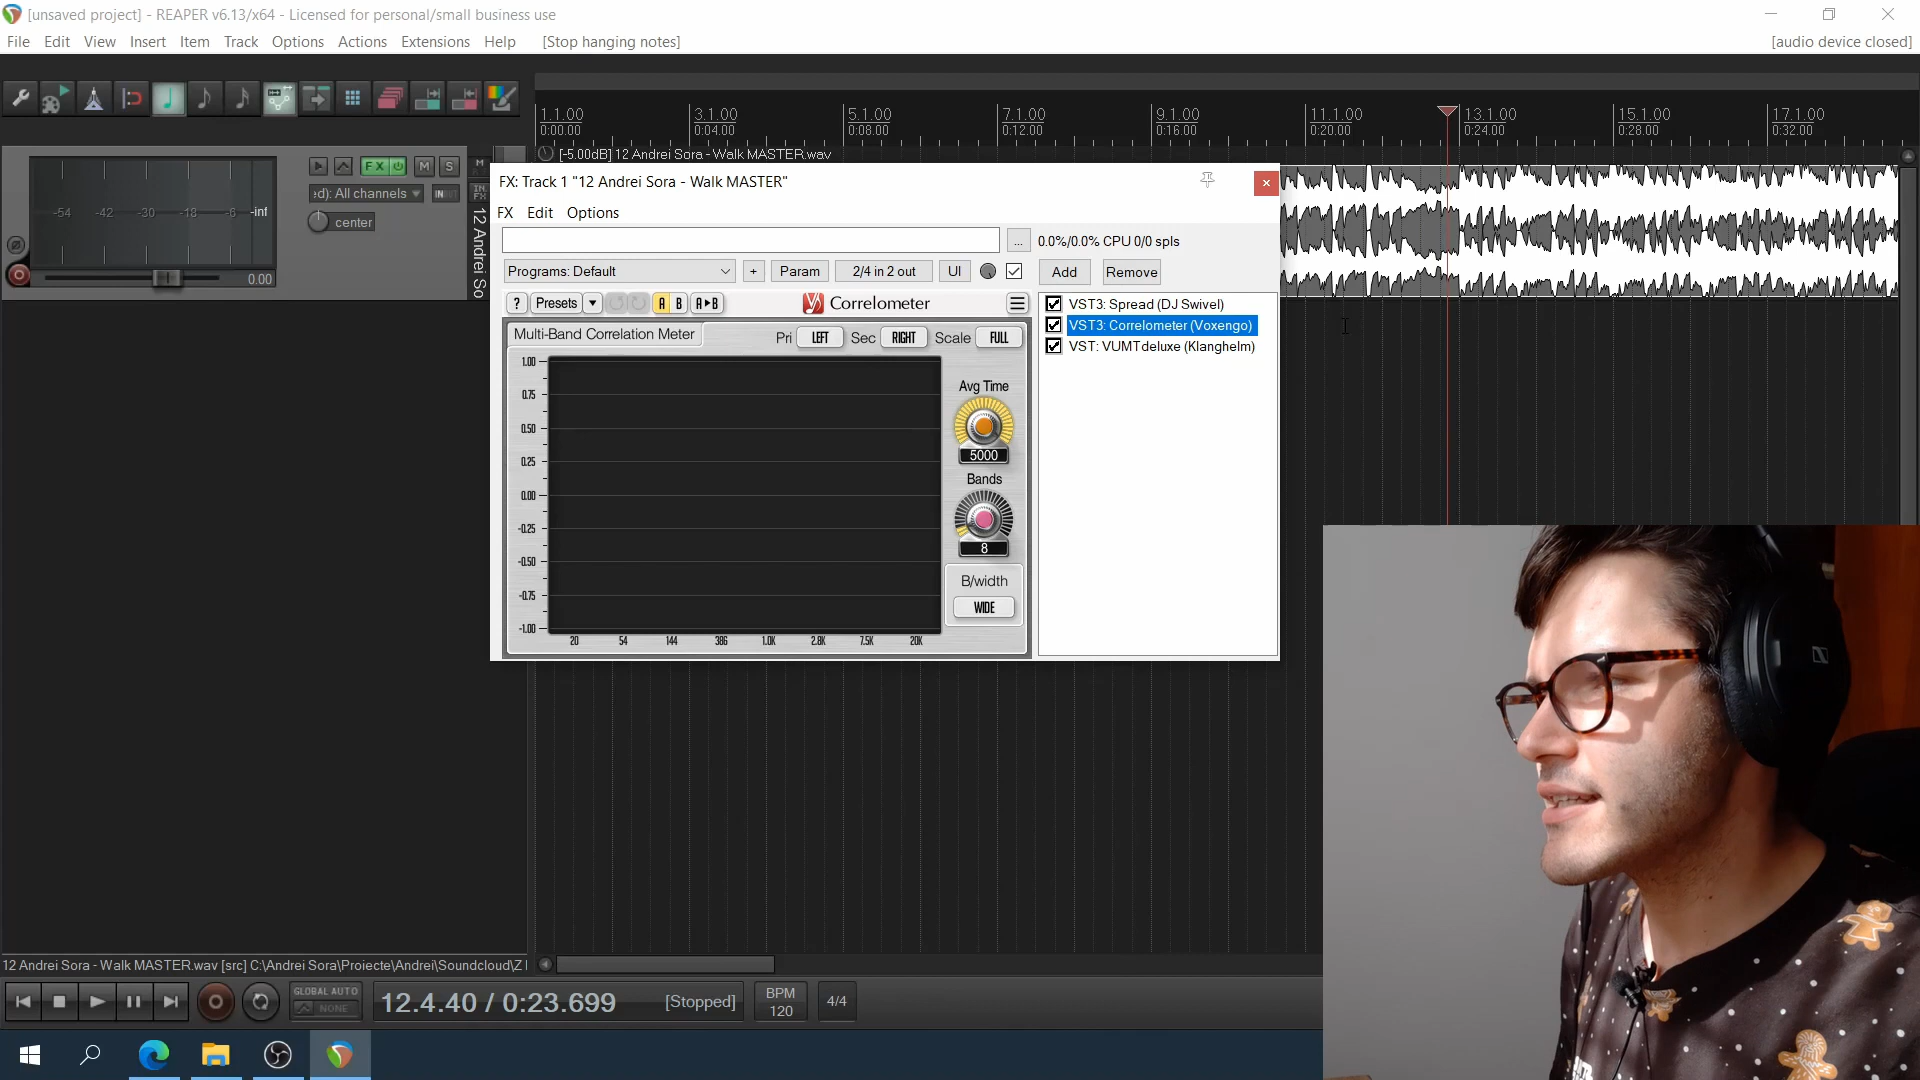 [unsaved project] - REAPER v6.13/x64 - Licensed for personal/small business use
File Edit View Insert Item Track Options Actions Extensions Help [Stop hanging notes] [audio device closed]
1.1.00 3.1.00 5.1.00 7.1.00 9.1.00 11.1.00 13.1.00 15.1.00 17.1.00
0:00.00 0:04.00 0:08.00 0:12.00 0:16.00 0:20.00 0:24.00 0:28.00 0:32.00
[-5.00dB] 12 Andrei Sora - Walk MASTER.wav
FX M S
-54 -42 -30 -18 -6 -inf
ed): All channels IN
center
0.00
M
IN
FX
12 Andrei So
FX: Track 1 "12 Andrei Sora - Walk MASTER"
FX Edit Options
... 0.0%/0.0% CPU 0/0 spls
Programs: Default + Param 2/4 in 2 out UI Add Remove
? Presets A B A▸B Correlometer
VST3: Spread (DJ Swivel)
VST3: Correlometer (Voxengo)
VST: VUMTdeluxe (Klanghelm)
Multi-Band Correlation Meter Pri LEFT Sec RIGHT Scale FULL
1.00
0.75
0.50
0.25
0.00
-0.25
-0.50
-0.75
-1.00
20 54 144 386 1.0K 2.8K 7.5K 20K
Avg Time
5000
Bands
8
B/width
WIDE
12 Andrei Sora - Walk MASTER.wav [src] C:\Andrei Sora\Proiecte\Andrei\Soundcloud\Z
GLOBAL AUTO
NONE
12.4.40 / 0:23.699 [Stopped]
BPM
120
4/4